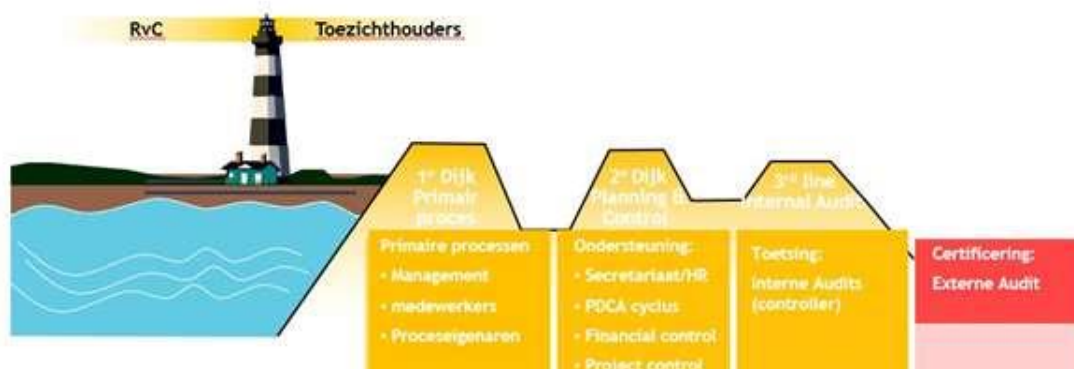 RvC
Toezichthouders
1e Dijk
Primair
proces
2e Dijk
Planning &
Control
3rd line
Internal Audit
Primaire processen
• Management
• medewerkers
• Proceseigenaren
Ondersteuning:
• Secretariaat/HR
• PDCA cyclus
• Financial control
• Project control
Toetsing:
Interne Audits
(controller)
Certificering:
Externe Audit